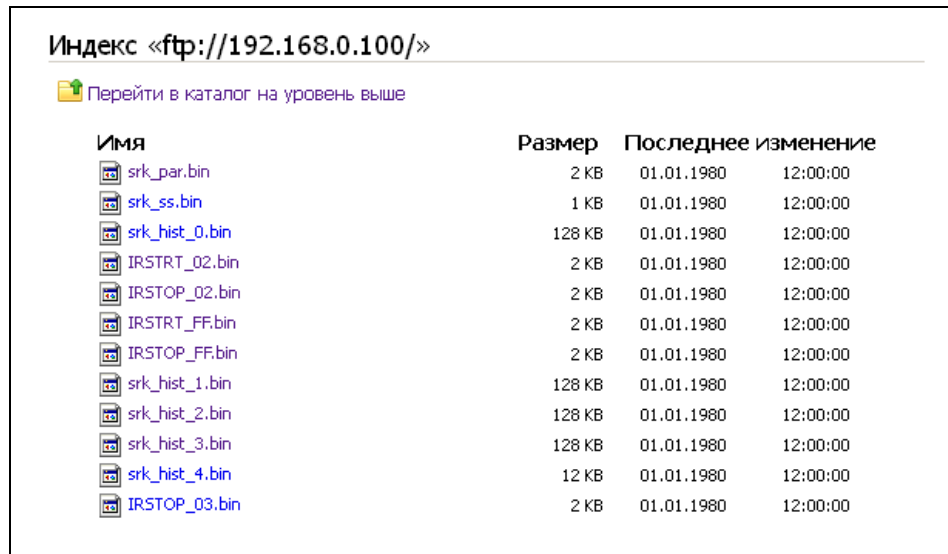 Индекс «ftp://192.168.0.100/»
Перейти в каталог на уровень выше
Имя Размер Последнее изменение
srk_par.bin 2 KB 01.01.1980 12:00:00
srk_ss.bin 1 KB 01.01.1980 12:00:00
srk_hist_0.bin 128 KB 01.01.1980 12:00:00
IRSTRT_02.bin 2 KB 01.01.1980 12:00:00
IRSTOP_02.bin 2 KB 01.01.1980 12:00:00
IRSTRT_FF.bin 2 KB 01.01.1980 12:00:00
IRSTOP_FF.bin 2 KB 01.01.1980 12:00:00
srk_hist_1.bin 128 KB 01.01.1980 12:00:00
srk_hist_2.bin 128 KB 01.01.1980 12:00:00
srk_hist_3.bin 128 KB 01.01.1980 12:00:00
srk_hist_4.bin 12 KB 01.01.1980 12:00:00
IRSTOP_03.bin 2 KB 01.01.1980 12:00:00